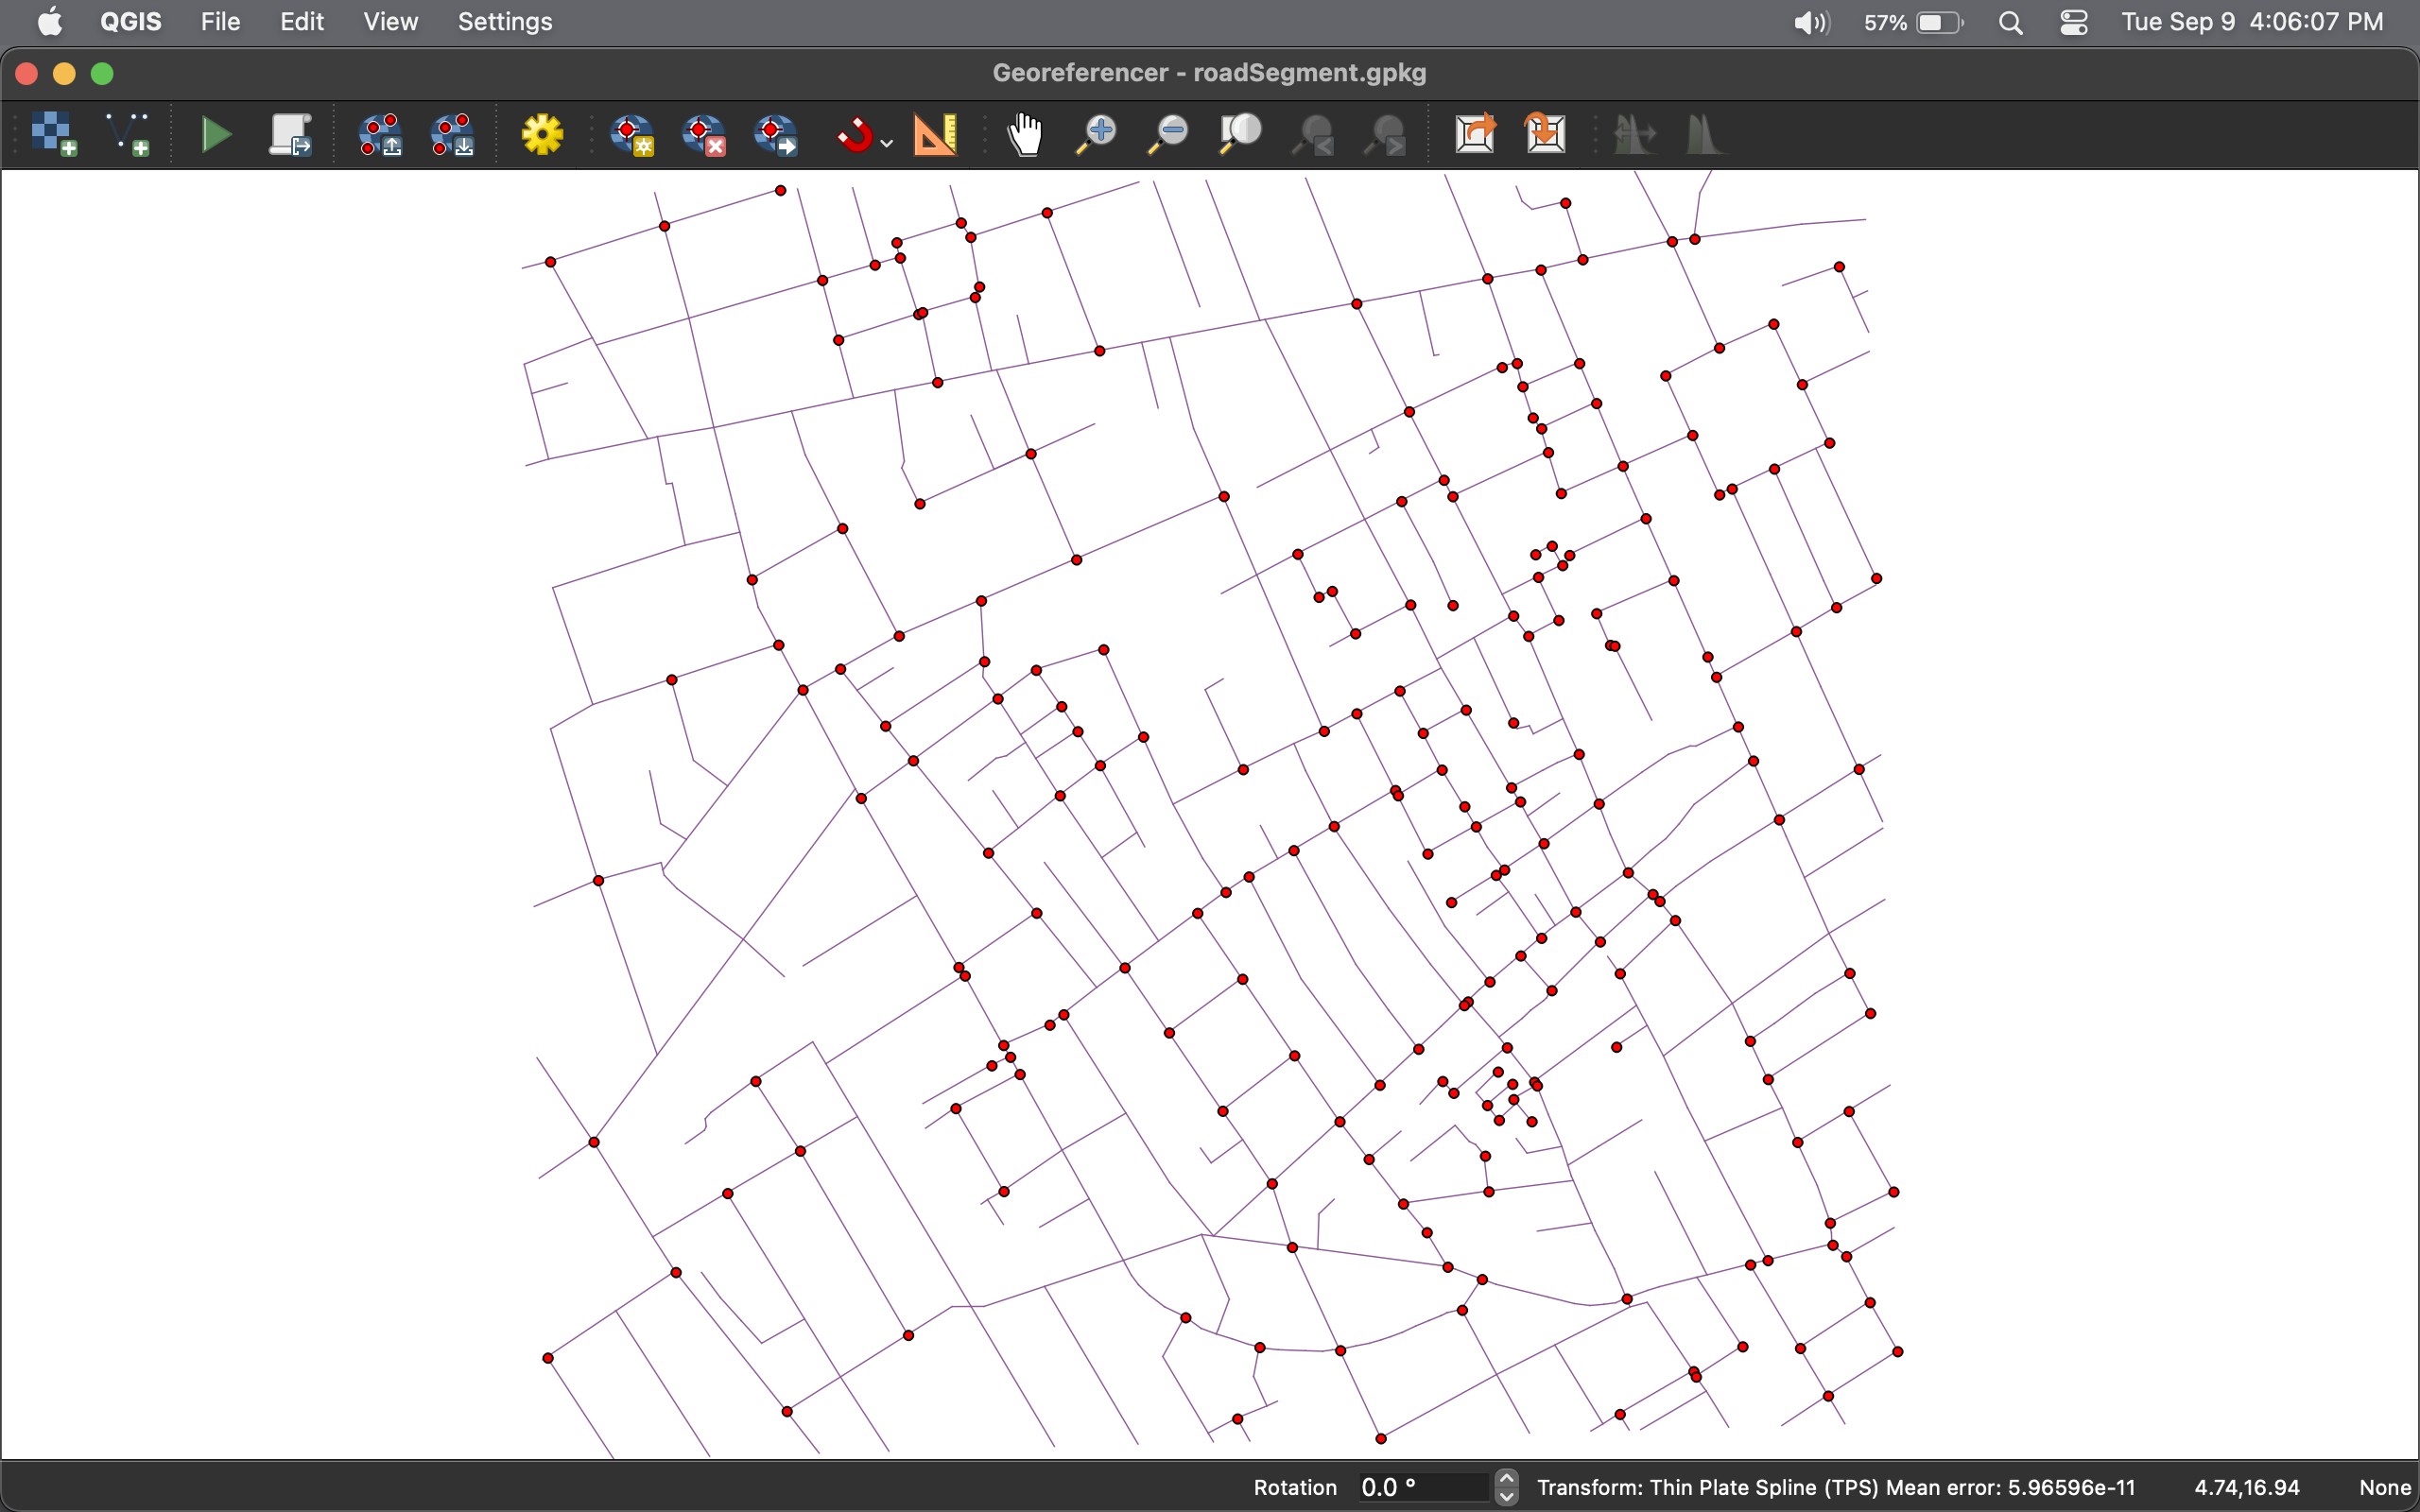 QGIS File Edit View Settings 57% Tue Sep 9 4:06:07 PM
Georeferencer - roadSegment.gpkg
Rotation 0.0 ° Transform: Thin Plate Spline (TPS) Mean error: 5.96596e-11 4.74,16.94 None